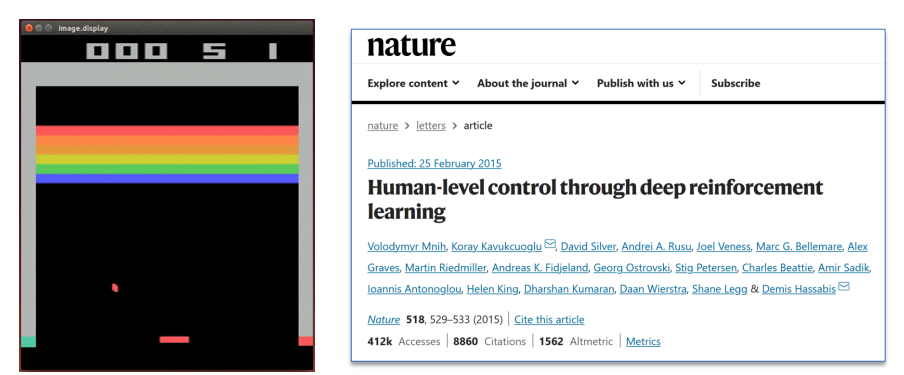 image.display
000 5 1
nature
Explore content About the journal Publish with us Subscribe
nature > letters > article
Published: 25 February 2015
Human-level control through deep reinforcement
learning
Volodymyr Mnih, Koray Kavukcuoglu, David Silver, Andrei A. Rusu, Joel Veness, Marc G. Bellemare, Alex
Graves, Martin Riedmiller, Andreas K. Fidjeland, Georg Ostrovski, Stig Petersen, Charles Beattie, Amir Sadik,
Ioannis Antonoglou, Helen King, Dharshan Kumaran, Daan Wierstra, Shane Legg & Demis Hassabis
Nature 518, 529–533 (2015) | Cite this article
412k Accesses | 8860 Citations | 1562 Altmetric | Metrics